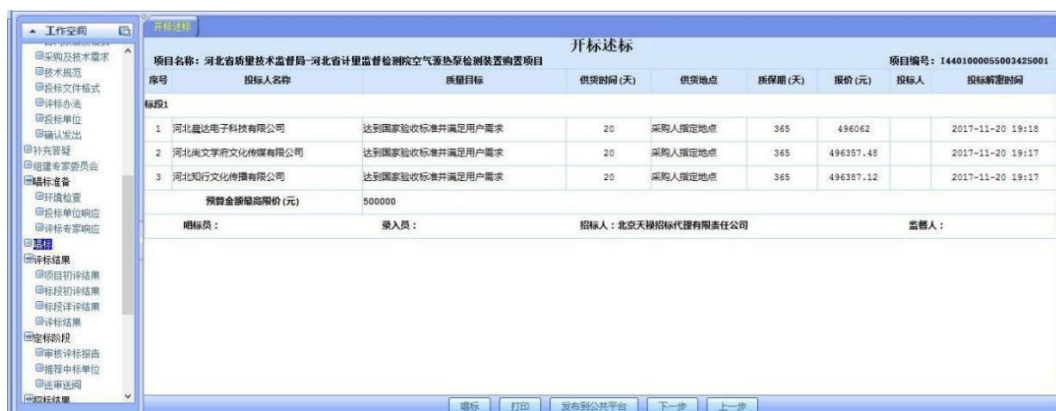 工作空间
采购及技术需求
技术规范
投标文件格式
评标办法
投标单位
确认发出
补充答疑
组建专家委员会
唱标准备
环境检查
投标单位响应
评标专家响应
唱标
评标结果
项目初评结果
标段初评结果
标段详评结果
评标结果
定标阶段
审核评标报告
推荐中标单位
送审送阅
招标结果
开标述标
开标述标
项目名称：河北省质量技术监督局-河北省计量监督检测院空气源热泵检测装置购置项目 项目编号：I4401000055003425001
序号 投标人名称 质量目标 供货时间(天) 供货地点 质保期(天) 报价(元) 投标人 投标解密时间
标段1
1 河北晨达电子科技有限公司 达到国家验收标准并满足用户需求 20 采购人指定地点 365 496062 2017-11-20 19:18
2 河北尚文学府文化传媒有限公司 达到国家验收标准并满足用户需求 20 采购人指定地点 365 496357.48 2017-11-20 19:17
3 河北知行文化传播有限公司 达到国家验收标准并满足用户需求 20 采购人指定地点 365 496387.12 2017-11-20 19:17
预算金额最高限价(元) 500000
唱标员： 录入员： 招标人：北京天禄招标代理有限责任公司 监督人：
唱标 打印 发布到公共平台 下一步 上一步